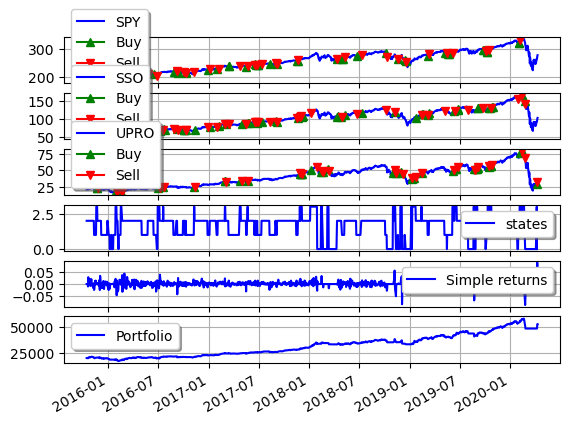 SPY
Buy
Sell
300
200
SSO
Buy
Sell
150
100
50
UPRO
Buy
Sell
75
50
25
2.5
0.0
states
0.05
0.00
−0.05
Simple returns
50000
25000
Portfolio
2016-01 2016-07 2017-01 2017-07 2018-01 2018-07 2019-01 2019-07 2020-01